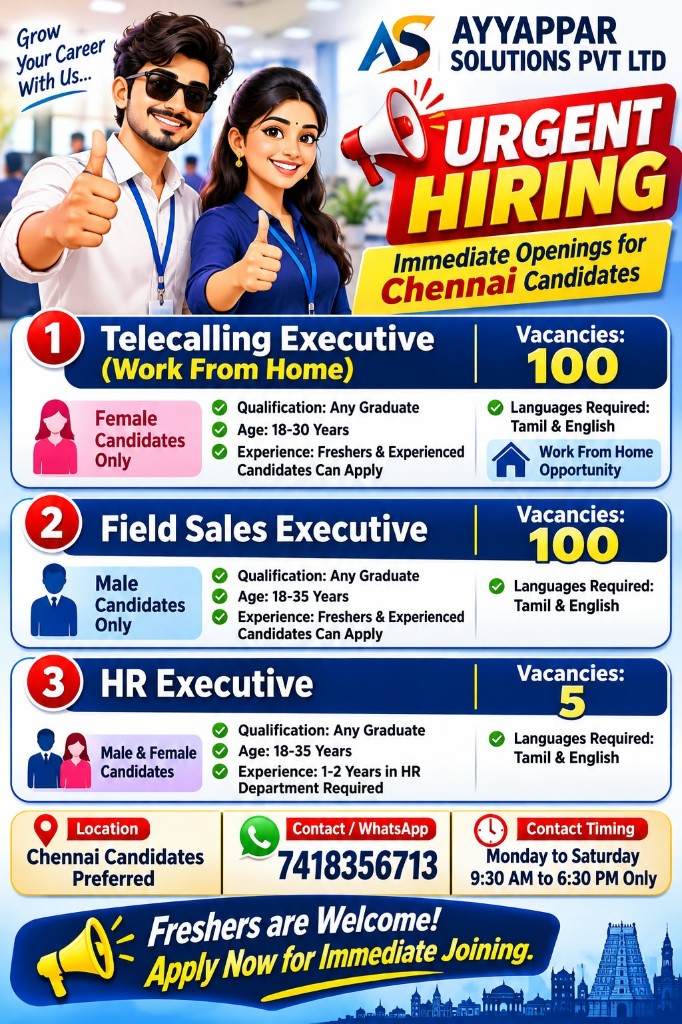 Grow
Your Career
With Us...
AS
AYYAPPAR
SOLUTIONS PVT LTD
URGENT
HIRING
Immediate Openings for
Chennai Candidates
1
Telecalling Executive
(Work From Home)
Vacancies:
100
Female
Candidates
Only
Qualification: Any Graduate
Age: 18-30 Years
Experience: Freshers & Experienced
Candidates Can Apply
Languages Required:
Tamil & English
Work From Home
Opportunity
2
Field Sales Executive
Vacancies:
100
Male
Candidates
Only
Qualification: Any Graduate
Age: 18-35 Years
Experience: Freshers & Experienced
Candidates Can Apply
Languages Required:
Tamil & English
3
HR Executive
Vacancies:
5
Male & Female
Candidates
Qualification: Any Graduate
Age: 18-35 Years
Experience: 1-2 Years in HR
Department Required
Languages Required:
Tamil & English
Location
Chennai Candidates
Preferred
Contact / WhatsApp
7418356713
Contact Timing
Monday to Saturday
9:30 AM to 6:30 PM Only
Freshers are Welcome!
Apply Now for Immediate Joining.